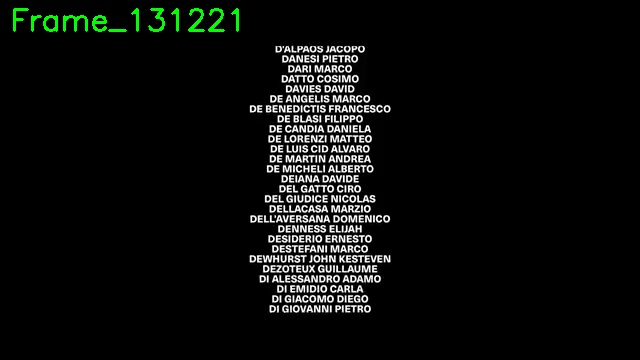 Frame_131221
D'ALPAOS JACOPO
DANESI PIETRO
DARI MARCO
DATTO COSIMO
DAVIES DAVID
DE ANGELIS MARCO
DE BENEDICTIS FRANCESCO
DE BLASI FILIPPO
DE CANDIA DANIELA
DE LORENZI MATTEO
DE LUIS CID ALVARO
DE MARTIN ANDREA
DE MICHELI ALBERTO
DEIANA DAVIDE
DEL GATTO CIRO
DEL GIUDICE NICOLAS
DELLACASA MARZIO
DELL'AVERSANA DOMENICO
DENNESS ELIJAH
DESIDERIO ERNESTO
DESTEFANI MARCO
DEWHURST JOHN KESTEVEN
DEZOTEUX GUILLAUME
DI ALESSANDRO ADAMO
DI EMIDIO CARLA
DI GIACOMO DIEGO
DI GIOVANNI PIETRO